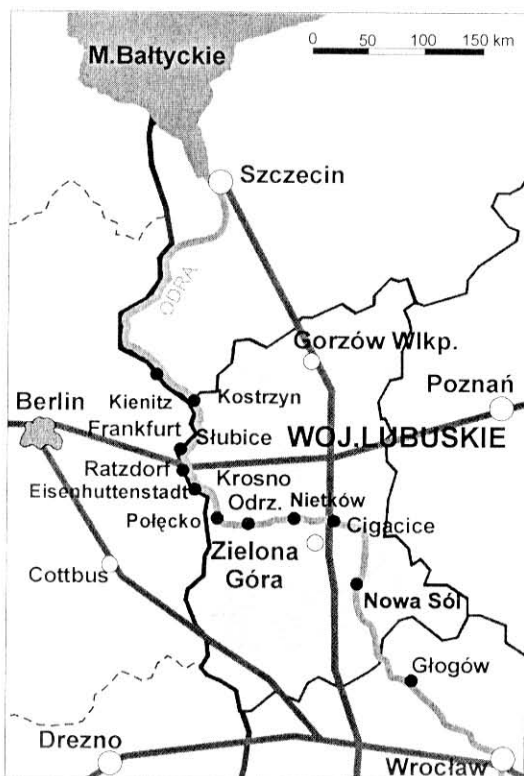 0 50 100 150 km
M.Bałtyckie
Szczecin
ODRA
Gorzów Wlkp.
Kienitz
Kostrzyn
Poznań
Berlin
Frankfurt
Słubice
WOJ.LUBUSKIE
Ratzdorf
Krosno
Eisenhuttenstadt
Odrz.
Nietków
Połęcko
Cigacice
Zielona
Góra
Cottbus
Nowa Sól
Głogów
Drezno
Wrocław